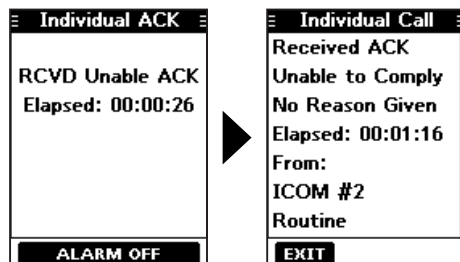 Individual ACK
RCVD Unable ACK
Elapsed: 00:00:26
ALARM OFF
Individual Call
Received ACK
Unable to Comply
No Reason Given
Elapsed: 00:01:16
From:
ICOM #2
Routine
EXIT